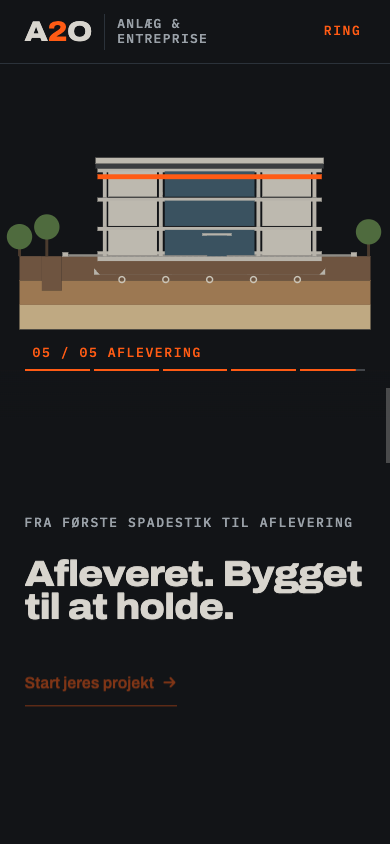 A2O
ANLÆG &
ENTREPRISE
RING
05 / 05 AFLEVERING
FRA FØRSTE SPADESTIK TIL AFLEVERING
Afleveret. Bygget
til at holde.
Start jeres projekt →